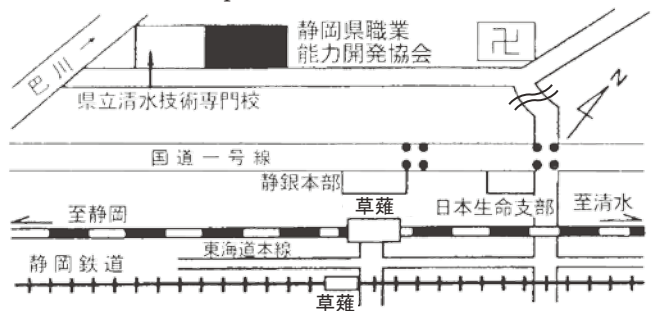 静岡県職業
能力開発協会
卍
巴川
県立清水技術専門校
N
国道一号線
静銀本部
日本生命支部
至静岡
草薙
至清水
東海道本線
静岡鉄道
草薙